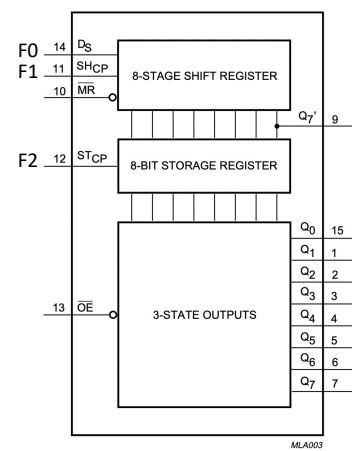 F0 14 DS
F1 11 SHCP
10 MR
8-STAGE SHIFT REGISTER
Q7' 9
F2 12 STCP
8-BIT STORAGE REGISTER
Q0 15
Q1 1
Q2 2
Q3 3
13 OE
3-STATE OUTPUTS
Q4 4
Q5 5
Q6 6
Q7 7
MLA003